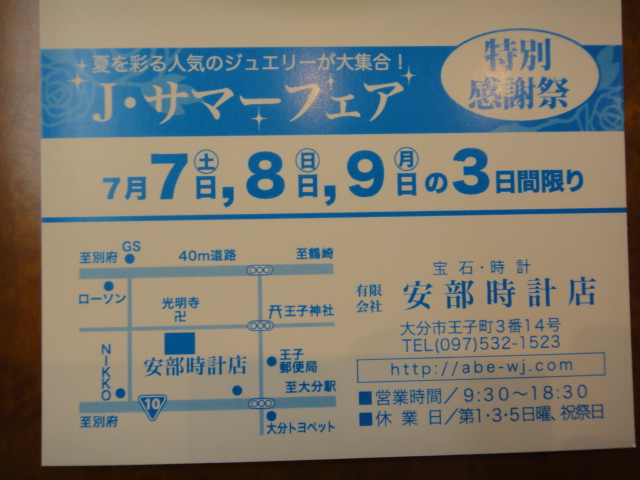 夏を彩る人気のジュエリーが大集合！
J・サマーフェア
特別
感謝祭
7月7日㊏,8日㊐,9日㊊の3日間限り
至別府
GS
40m道路
至鶴崎
ローソン
光明寺
卍
王子神社
NIKKO
安部時計店
王子
郵便局
至大分駅
至別府
10
大分トヨペット
宝石・時計
有限
会社
安部時計店
大分市王子町3番14号
TEL(097)532-1523
http://abe-wj.com
■営業時間／9:30〜18:30
■休業日／第1・3・5日曜、祝祭日